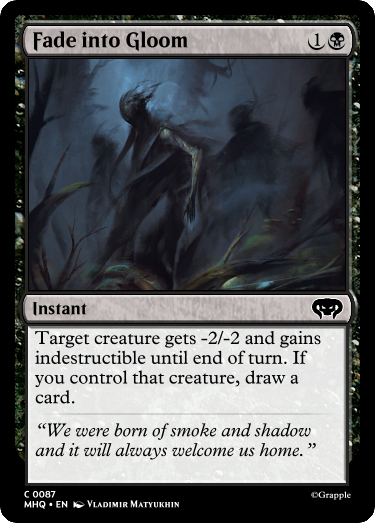 Fade into Gloom 1
Instant
Target creature gets -2/-2 and gains
indestructible until end of turn. If
you control that creature, draw a
card.
“We were born of smoke and shadow
and it will always welcome us home.”
C 0087
MHQ • EN Vladimir Matyukhin
©Grapple